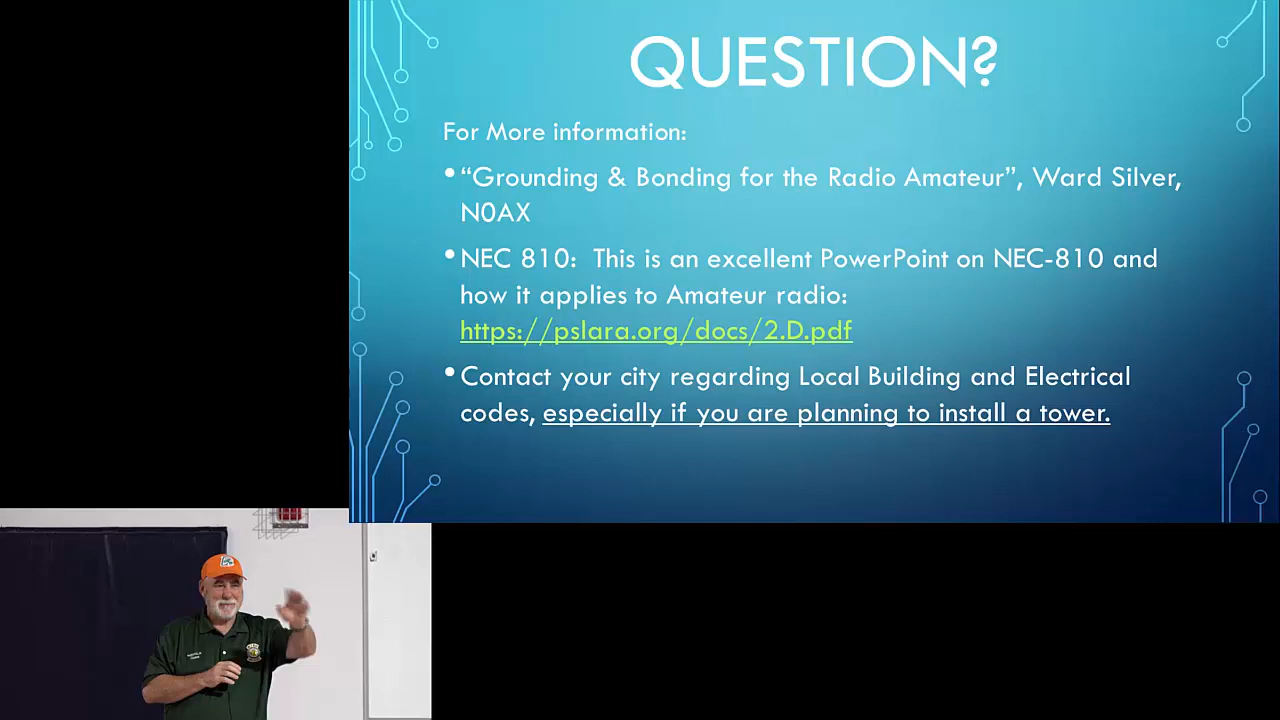 QUESTION?
For More information:
•“Grounding & Bonding for the Radio Amateur”, Ward Silver,
N0AX
•NEC 810:  This is an excellent PowerPoint on NEC-810 and
how it applies to Amateur radio:
https://pslara.org/docs/2.D.pdf
•Contact your city regarding Local Building and Electrical
codes, especially if you are planning to install a tower.